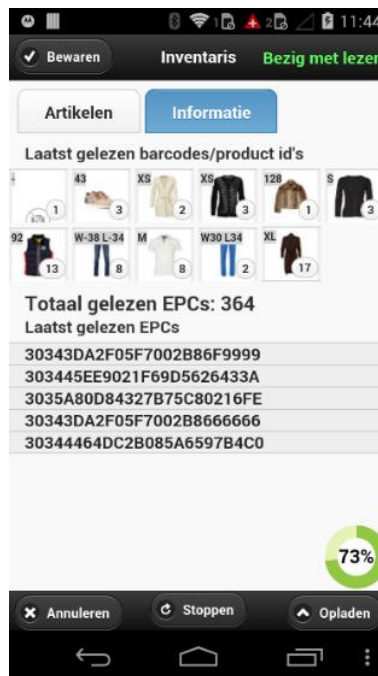 1 2 11:44
Bewaren Inventaris Bezig met lezen
Artikelen Informatie
Laatst gelezen barcodes/product id's
- 43 XS XS 128 S
1 3 2 3 1 3
92 W-38 L-34 M W30 L34 XL
13 8 8 2 17
Totaal gelezen EPCs: 364
Laatst gelezen EPCs
30343DA2F05F7002B86F9999
303445EE9021F69D5626433A
3035A80D84327B75C80216FE
30343DA2F05F7002B8666666
30344464DC2B085A6597B4C0
73%
Annuleren Stoppen Opladen